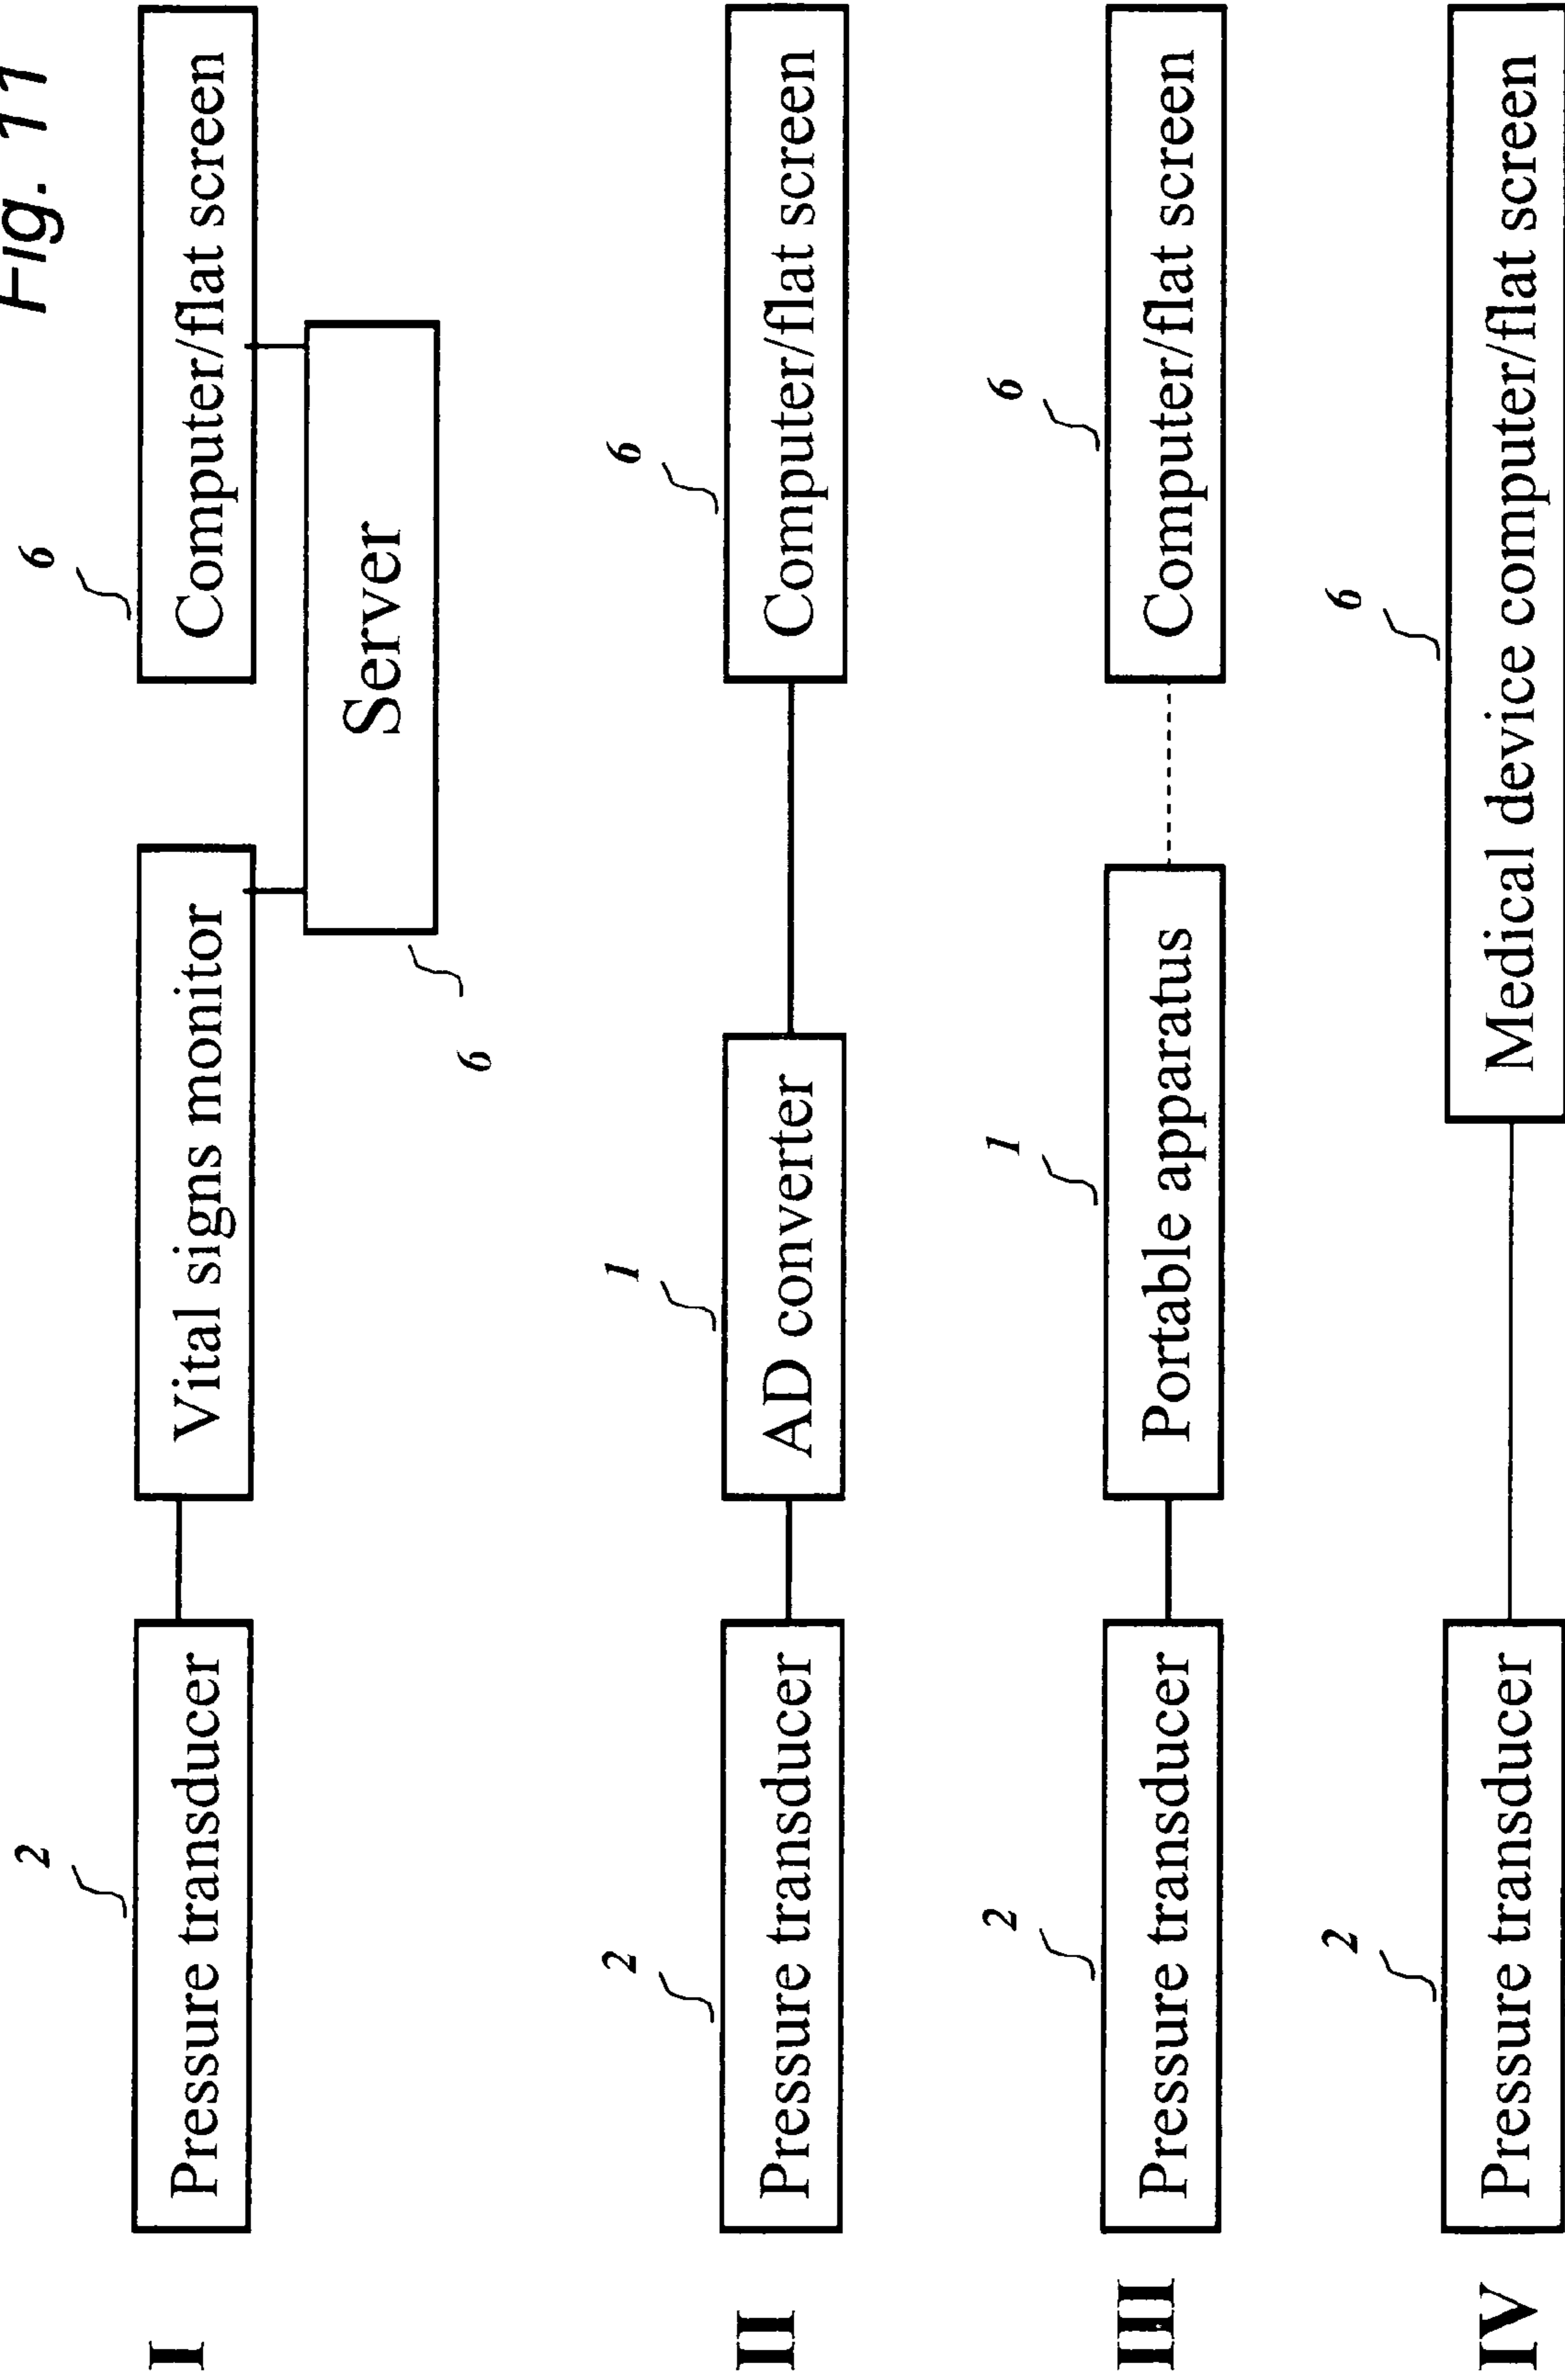 Fig. 11
I
2
Pressure transducer
Vital signs monitor
6
Computer/flat screen
6
Server
II
2
Pressure transducer
1
AD converter
6
Computer/flat screen
III
2
Pressure transducer
1
Portable apparatus
6
Computer/flat screen
IV
2
Pressure transducer
6
Medical device computer/flat screen